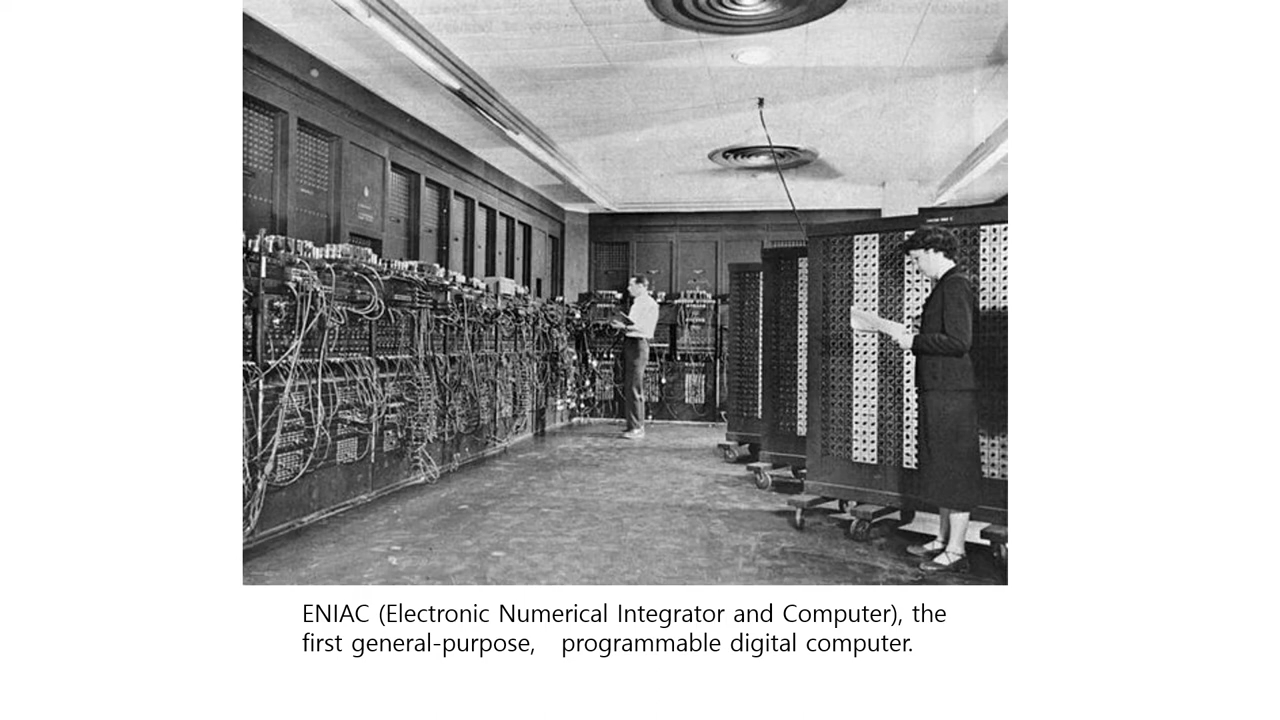 ENIAC (Electronic Numerical Integrator and Computer), the
first general-purpose,   programmable digital computer.